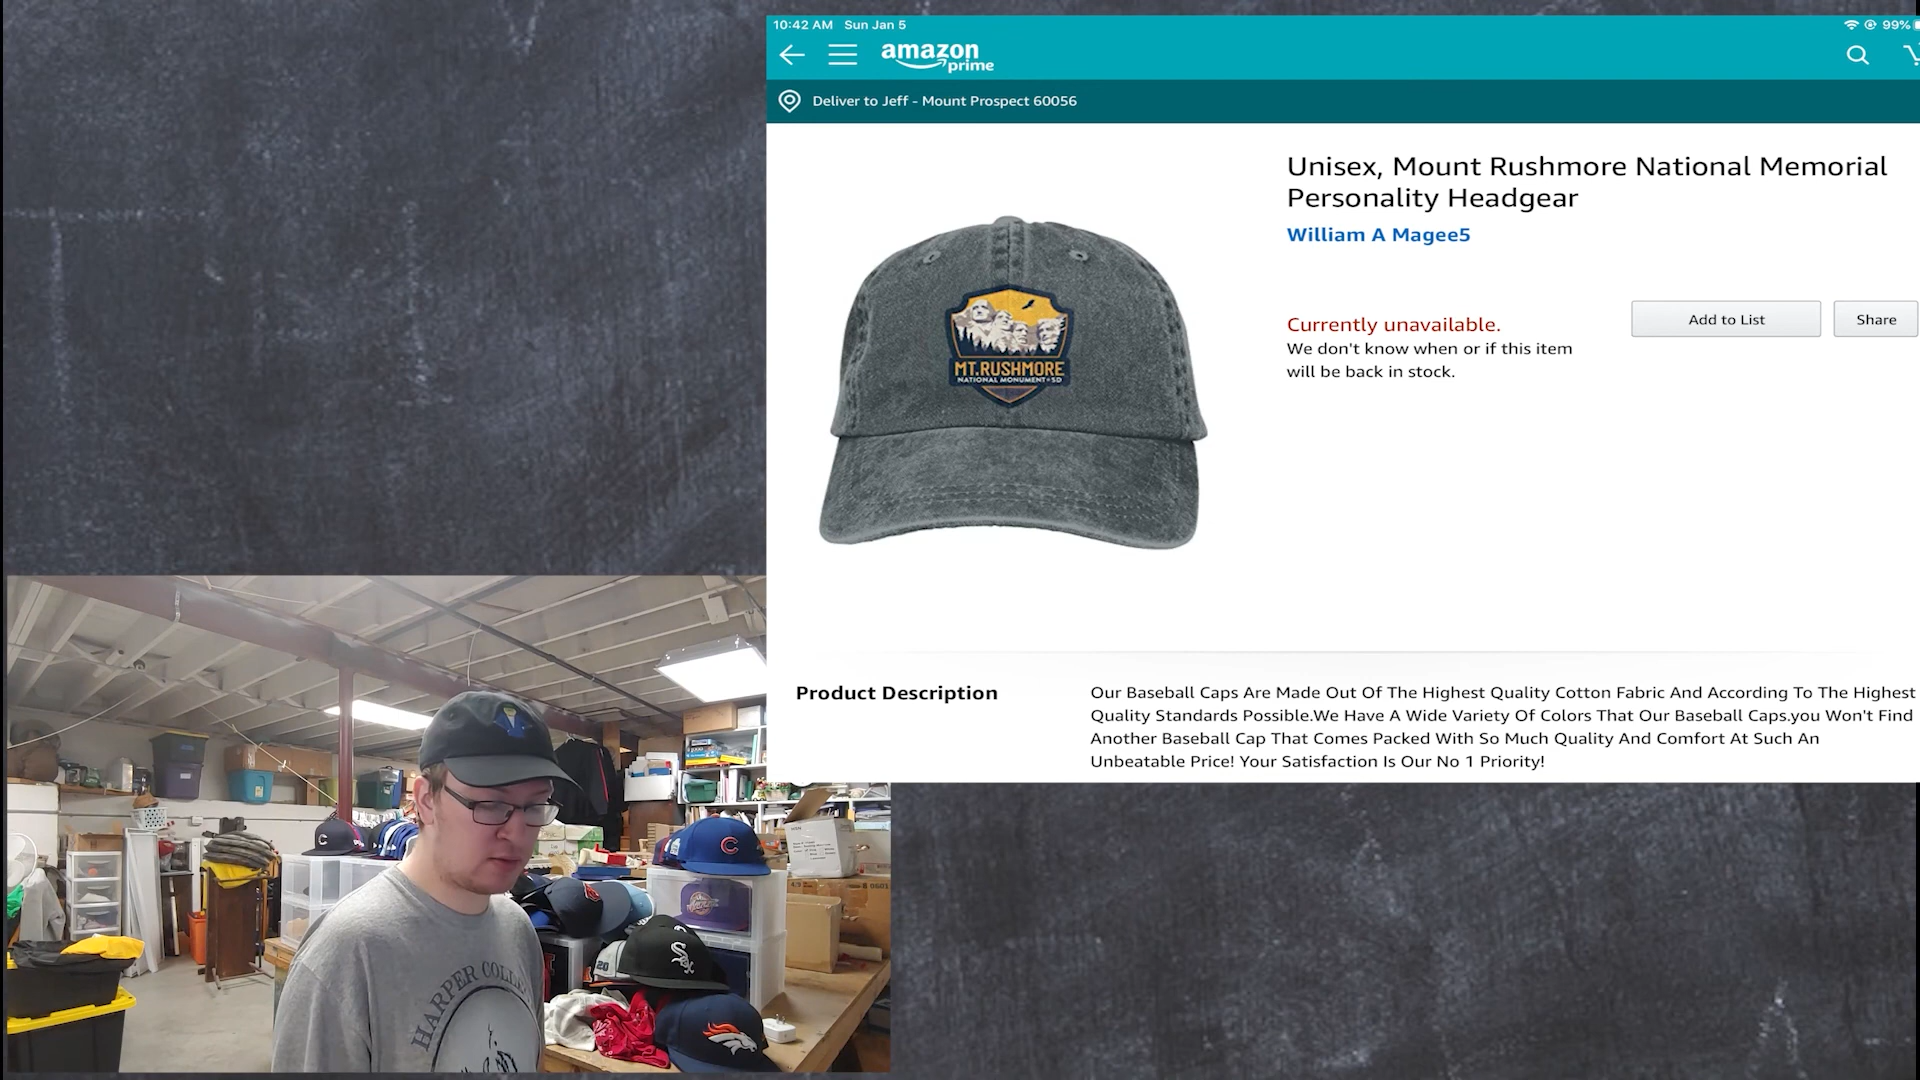 10:42 AM Sun Jan 5
99%
amazon
prime
Deliver to Jeff - Mount Prospect 60056
Unisex, Mount Rushmore National Memorial
Personality Headgear
William A Magee5
Currently unavailable.
We don't know when or if this item
will be back in stock.
Add to List
Share
MT.RUSHMORE
NATIONAL MONUMENT SD
Product Description
Our Baseball Caps Are Made Out Of The Highest Quality Cotton Fabric And According To The Highest
Quality Standards Possible.We Have A Wide Variety Of Colors That Our Baseball Caps.you Won't Find
Another Baseball Cap That Comes Packed With So Much Quality And Comfort At Such An
Unbeatable Price! Your Satisfaction Is Our No 1 Priority!
C
C
20
Sox
HARPER COLLE